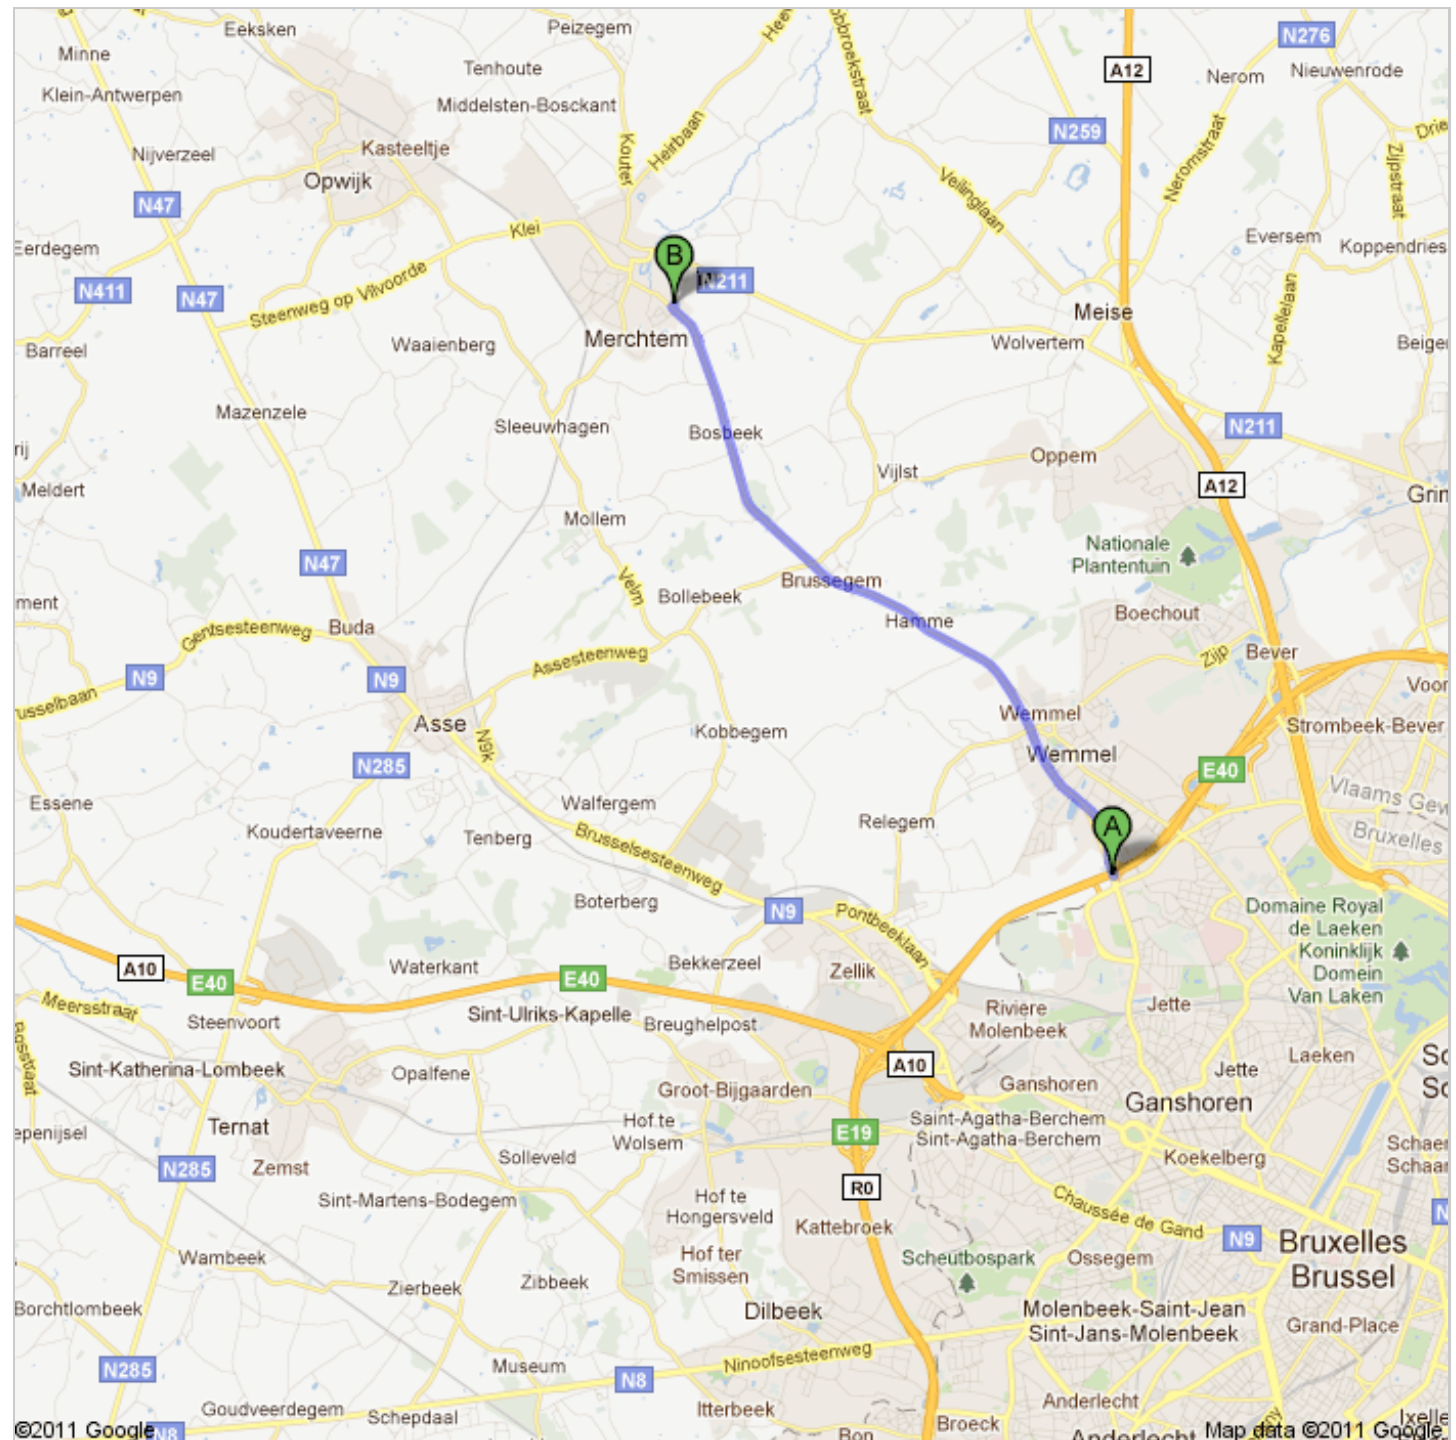 Eeksken
Peizegem
N276
Minne
Tenhoute
A12
Nerom
Nieuwenrode
Klein-Antwerpen
Middelsten-Bosckant
N259
Nijverzeel
Kasteeltje
Kouter
Heirbaan
Opwijk
Neromstraat
Zijpstraat
Veilinglaan
N47
Klei
Eversem
Koppendries
B
N211
N411
N47
Steenweg op Vilvoorde
Meise
Kapellelaan
Barreel
Waaienberg
Merchtem
Wolvertem
Mazenzele
Sleeuwhagen
Bosbeek
N211
Oppem
Vijlst
Meldert
A12
Mollem
Nationale
Plantentuin
N47
Velm
Brussegem
Bollebeek
Boechout
Hamme
Gentsesteenweg
Buda
Assesteenweg
Zijp
Bever
N9
N9
Asse
Wemmel
N9k
Kobbegem
Strombeek-Bever
Wemmel
N285
E40
Essene
Walfergem
Koudertaveerne
Tenberg
Brusselsesteenweg
Relegem
A
Bruxelles
Boterberg
N9
Pontbeeklaan
Domaine Royal
de Laeken
Koninklijk
Domein
Van Laken
A10
E40
Waterkant
E40
Bekkerzeel
Zellik
Meersstraat
Steenvoort
Sint-Ulriks-Kapelle
Breughelpost
Riviere
Molenbeek
Jette
Sint-Katherina-Lombeek
Opalfene
A10
Jette
Laeken
Groot-Bijgaarden
Ganshoren
Ganshoren
Ternat
Hof te
Wolsem
E19
Saint-Agatha-Berchem
Sint-Agatha-Berchem
Zemst
N285
Solleveld
Koekelberg
R0
Sint-Martens-Bodegem
Hof te
Hongersveld
Chaussée de Gand
Kattebroek
N9
Wambeek
Hof ter
Smissen
Scheutbospark
Ossegem
Bruxelles
Brussel
Zierbeek
Zibbeek
Borchtlombeek
Dilbeek
Molenbeek-Saint-Jean
Sint-Jans-Molenbeek
Grand-Place
N285
Museum
N8
Ninoofsesteenweg
Goudveerdegem
Schepdaal
Itterbeek
Broeck
Anderlecht
©2011 Google
N8
Map data ©2011 Google